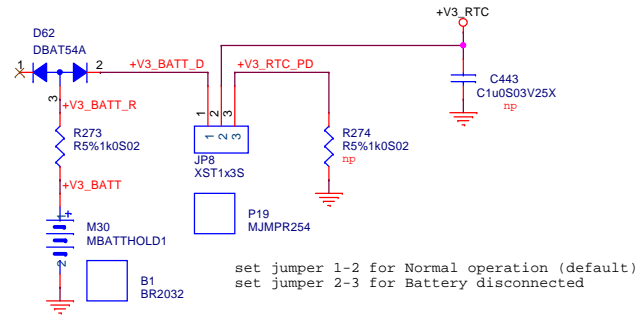 +V3_RTC
D62
DBAT54A
1
2
+V3_BATT_D
+V3_RTC_PD
C443
C1u0S03V25X
np
3
+V3_BATT_R
1
2
3
1 2 3
R273
R5%1k0S02
JP8
XST1x3S
R274
R5%1k0S02
np
+V3_BATT
P19
MJMPR254
1
+
M30
MBATTHOLD1
2
B1
BR2032
set jumper 1-2 for Normal operation (default)
set jumper 2-3 for Battery disconnected